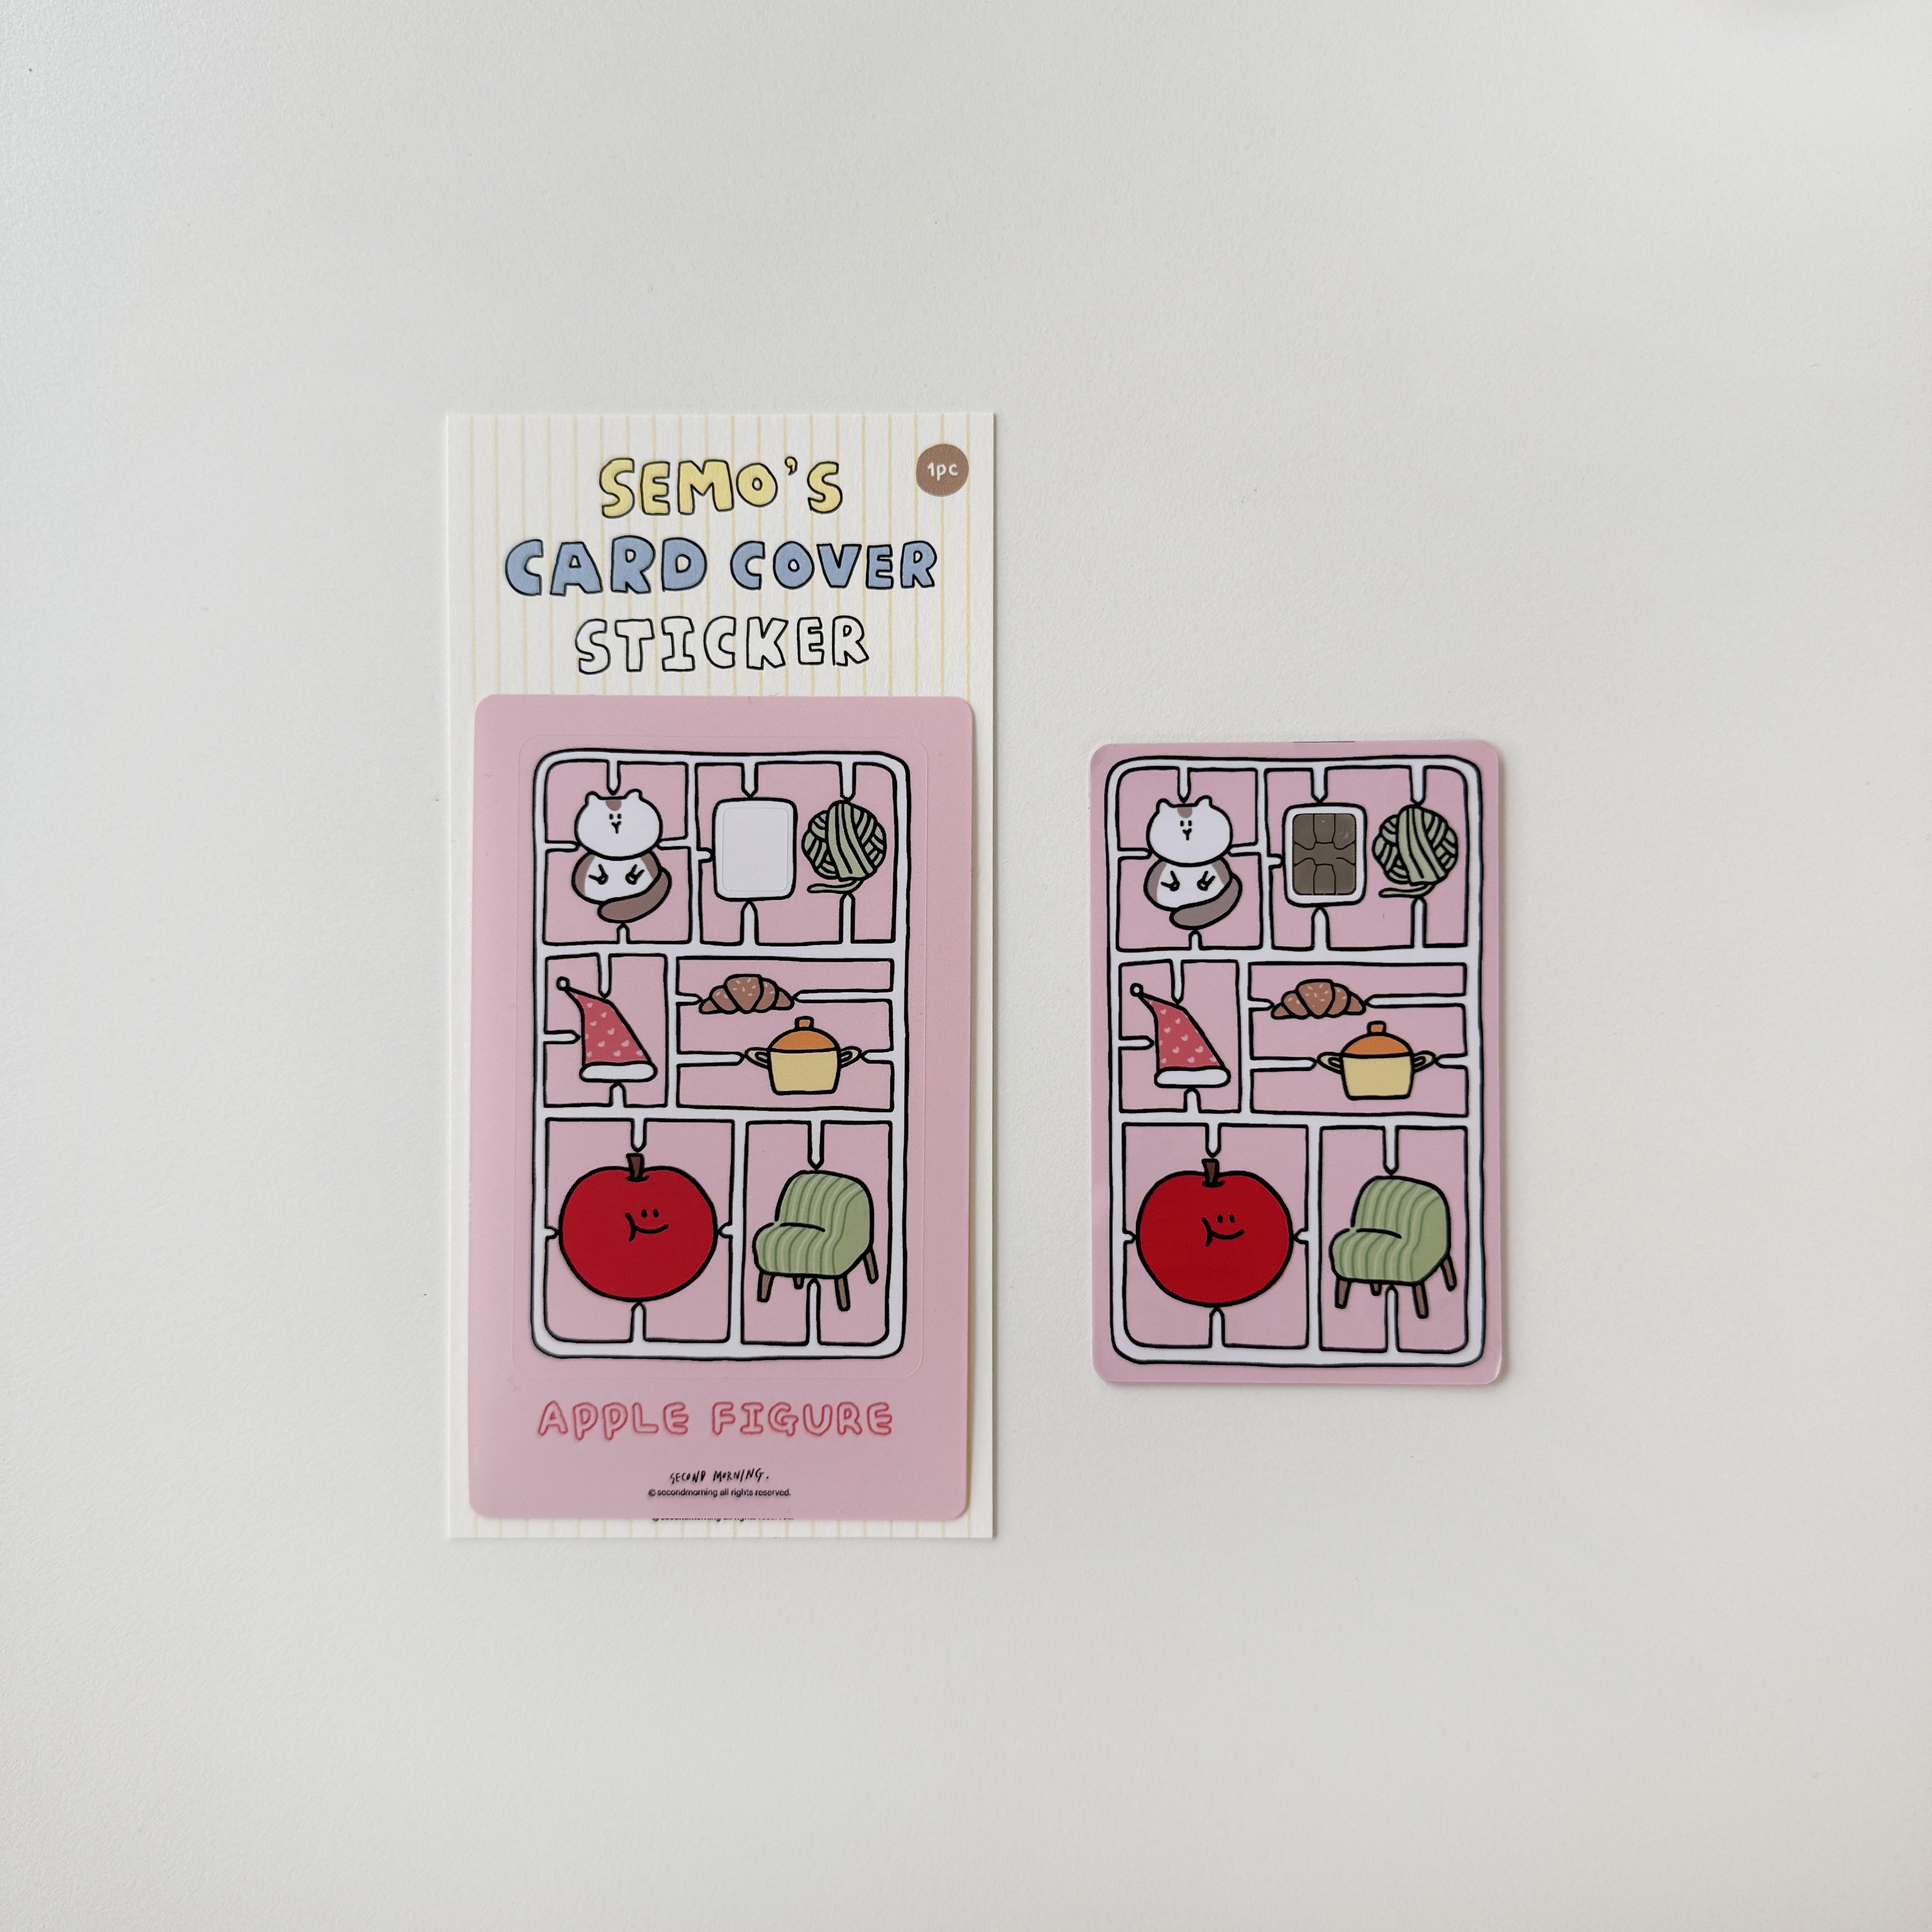 SEMO'S
1pc
CARD COVER
STICKER
APPLE FIGURE
SECOND MORNING.
© secondmorning all rights reserved.